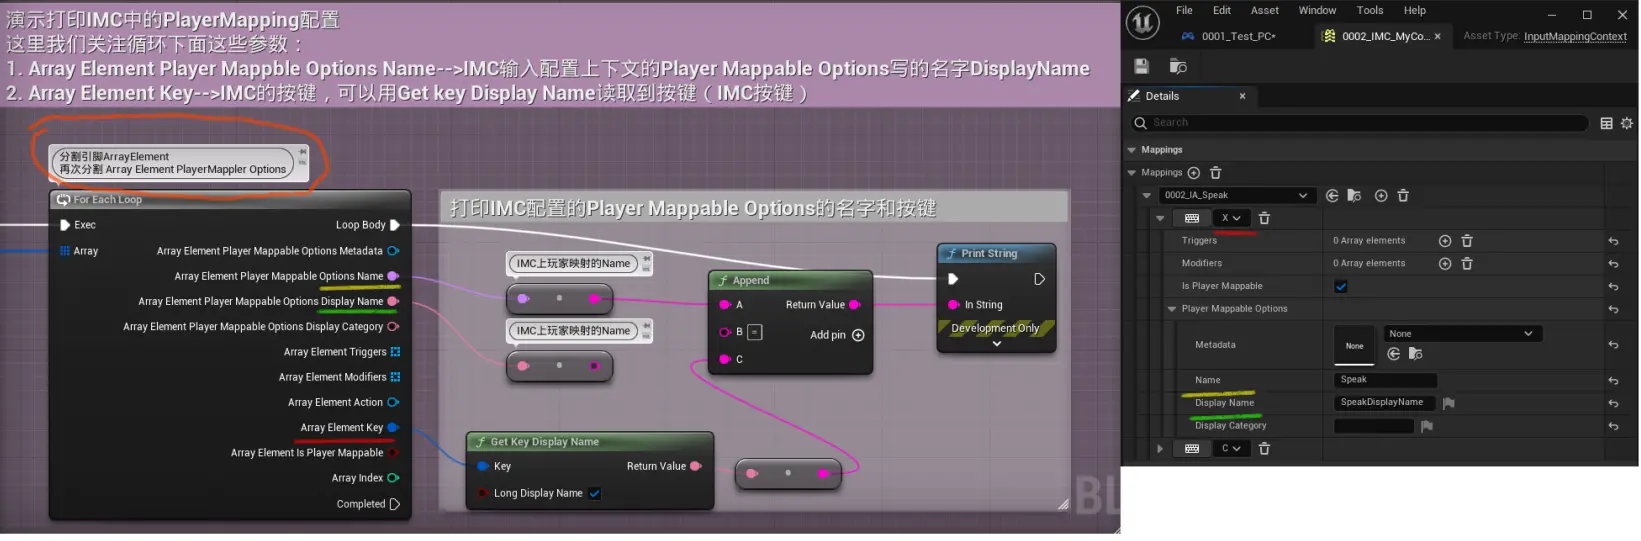 演示打印IMC中的PlayerMapping配置
这里我们关注循环下面这些参数：
1. Array Element Player Mappble Options Name-->IMC输入配置上下文的Player Mappable Options写的名字DisplayName
2. Array Element Key-->IMC的按键，可以用Get key Display Name读取到按键（IMC按键）
分割引脚ArrayElement
再次分割 Array Element PlayerMappler Options
For Each Loop
Exec
Loop Body
Array
Array Element Player Mappable Options Metadata
Array Element Player Mappable Options Name
Array Element Player Mappable Options Display Name
Array Element Player Mappable Options Display Category
Array Element Triggers
Array Element Modifiers
Array Element Action
Array Element Key
Array Element Is Player Mappable
Array Index
Completed
打印IMC配置的Player Mappable Options的名字和按键
IMC上玩家映射的Name
IMC上玩家映射的Name
Append
A
Return Value
B
=
Add pin
C
Print String
In String
Development Only
Get Key Display Name
Key
Return Value
Long Display Name
BL
File Edit Asset Window Tools Help
0001_Test_PC*
0002_IMC_MyCo...
Asset Type: InputMappingContext
Details
Search
Mappings
Mappings
0002_IA_Speak
X
Triggers
0 Array elements
Modifiers
0 Array elements
Is Player Mappable
Player Mappable Options
Metadata
None
None
Name
Speak
Display Name
SpeakDisplayName
Display Category
C